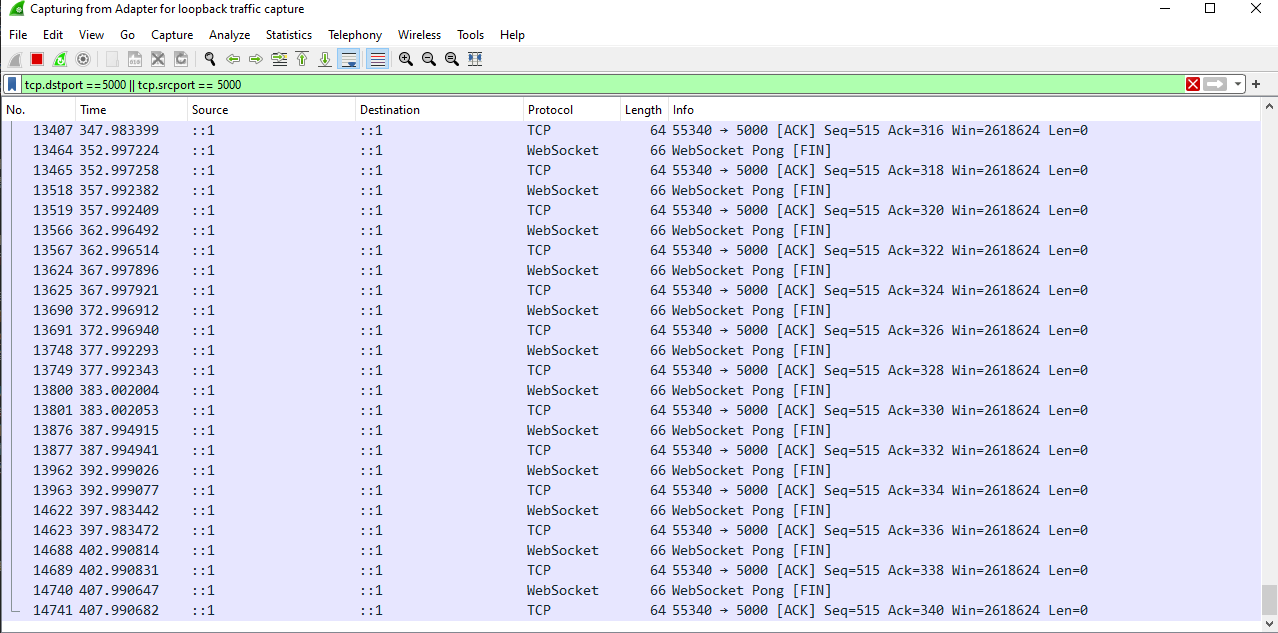 Capturing from Adapter for loopback traffic capture
File Edit View Go Capture Analyze Statistics Telephony Wireless Tools Help
tcp.dstport ==5000 || tcp.srcport == 5000
No. Time Source Destination Protocol Length Info
13407 347.983399 ::1 ::1 TCP 64 55340 → 5000 [ACK] Seq=515 Ack=316 Win=2618624 Len=0
13464 352.997224 ::1 ::1 WebSocket 66 WebSocket Pong [FIN]
13465 352.997258 ::1 ::1 TCP 64 55340 → 5000 [ACK] Seq=515 Ack=318 Win=2618624 Len=0
13518 357.992382 ::1 ::1 WebSocket 66 WebSocket Pong [FIN]
13519 357.992409 ::1 ::1 TCP 64 55340 → 5000 [ACK] Seq=515 Ack=320 Win=2618624 Len=0
13566 362.996492 ::1 ::1 WebSocket 66 WebSocket Pong [FIN]
13567 362.996514 ::1 ::1 TCP 64 55340 → 5000 [ACK] Seq=515 Ack=322 Win=2618624 Len=0
13624 367.997896 ::1 ::1 WebSocket 66 WebSocket Pong [FIN]
13625 367.997921 ::1 ::1 TCP 64 55340 → 5000 [ACK] Seq=515 Ack=324 Win=2618624 Len=0
13690 372.996912 ::1 ::1 WebSocket 66 WebSocket Pong [FIN]
13691 372.996940 ::1 ::1 TCP 64 55340 → 5000 [ACK] Seq=515 Ack=326 Win=2618624 Len=0
13748 377.992293 ::1 ::1 WebSocket 66 WebSocket Pong [FIN]
13749 377.992343 ::1 ::1 TCP 64 55340 → 5000 [ACK] Seq=515 Ack=328 Win=2618624 Len=0
13800 383.002004 ::1 ::1 WebSocket 66 WebSocket Pong [FIN]
13801 383.002053 ::1 ::1 TCP 64 55340 → 5000 [ACK] Seq=515 Ack=330 Win=2618624 Len=0
13876 387.994915 ::1 ::1 WebSocket 66 WebSocket Pong [FIN]
13877 387.994941 ::1 ::1 TCP 64 55340 → 5000 [ACK] Seq=515 Ack=332 Win=2618624 Len=0
13962 392.999026 ::1 ::1 WebSocket 66 WebSocket Pong [FIN]
13963 392.999077 ::1 ::1 TCP 64 55340 → 5000 [ACK] Seq=515 Ack=334 Win=2618624 Len=0
14622 397.983442 ::1 ::1 WebSocket 66 WebSocket Pong [FIN]
14623 397.983472 ::1 ::1 TCP 64 55340 → 5000 [ACK] Seq=515 Ack=336 Win=2618624 Len=0
14688 402.990814 ::1 ::1 WebSocket 66 WebSocket Pong [FIN]
14689 402.990831 ::1 ::1 TCP 64 55340 → 5000 [ACK] Seq=515 Ack=338 Win=2618624 Len=0
14740 407.990647 ::1 ::1 WebSocket 66 WebSocket Pong [FIN]
14741 407.990682 ::1 ::1 TCP 64 55340 → 5000 [ACK] Seq=515 Ack=340 Win=2618624 Len=0